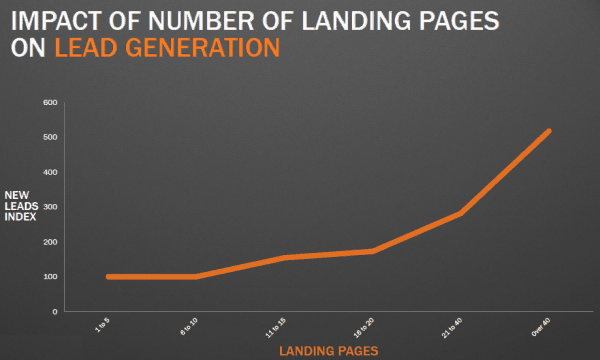 IMPACT OF NUMBER OF LANDING PAGES
ON LEAD GENERATION
600
500
400
300
200
100
0
NEW
LEADS
INDEX
1 to 5
6 to 10
11 to 15
16 to 20
21 to 40
Over 40
LANDING PAGES